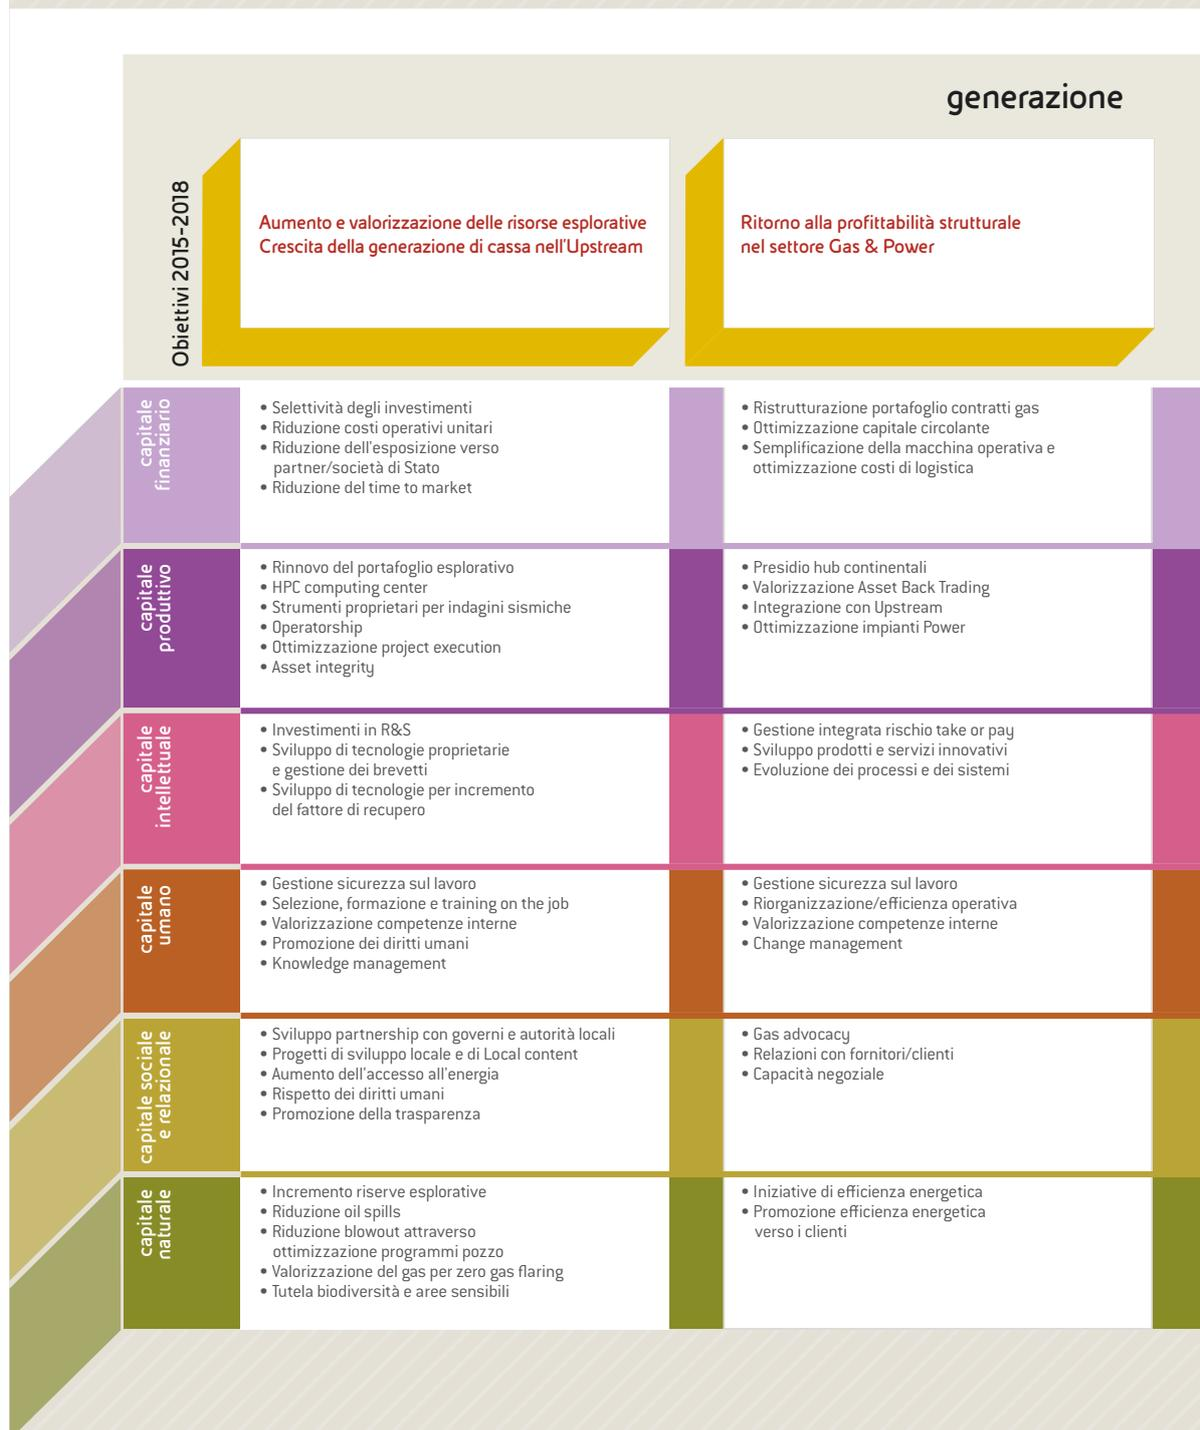 generazione
Obiettivi 2015-2018
Aumento e valorizzazione delle risorse esplorative
Crescita della generazione di cassa nell'Upstream
Ritorno alla profittabilità strutturale
nel settore Gas & Power
capitale
finanziario
• Selettività degli investimenti
• Riduzione costi operativi unitari
• Riduzione dell'esposizione verso
partner/società di Stato
• Riduzione del time to market
• Ristrutturazione portafoglio contratti gas
• Ottimizzazione capitale circolante
• Semplificazione della macchina operativa e
ottimizzazione costi di logistica
capitale
produttivo
• Rinnovo del portafoglio esplorativo
• HPC computing center
• Strumenti proprietari per indagini sismiche
• Operatorship
• Ottimizzazione project execution
• Asset integrity
• Presidio hub continentali
• Valorizzazione Asset Back Trading
• Integrazione con Upstream
• Ottimizzazione impianti Power
capitale
intellettuale
• Investimenti in R&S
• Sviluppo di tecnologie proprietarie
e gestione dei brevetti
• Sviluppo di tecnologie per incremento
del fattore di recupero
• Gestione integrata rischio take or pay
• Sviluppo prodotti e servizi innovativi
• Evoluzione dei processi e dei sistemi
capitale
umano
• Gestione sicurezza sul lavoro
• Selezione, formazione e training on the job
• Valorizzazione competenze interne
• Promozione dei diritti umani
• Knowledge management
• Gestione sicurezza sul lavoro
• Riorganizzazione/efficienza operativa
• Valorizzazione competenze interne
• Change management
capitale sociale
e relazionale
• Sviluppo partnership con governi e autorità locali
• Progetti di sviluppo locale e di Local content
• Aumento dell'accesso all'energia
• Rispetto dei diritti umani
• Promozione della trasparenza
• Gas advocacy
• Relazioni con fornitori/clienti
• Capacità negoziale
capitale
naturale
• Incremento riserve esplorative
• Riduzione oil spills
• Riduzione blowout attraverso
ottimizzazione programmi pozzo
• Valorizzazione del gas per zero gas flaring
• Tutela biodiversità e aree sensibili
• Iniziative di efficienza energetica
• Promozione efficienza energetica
verso i clienti